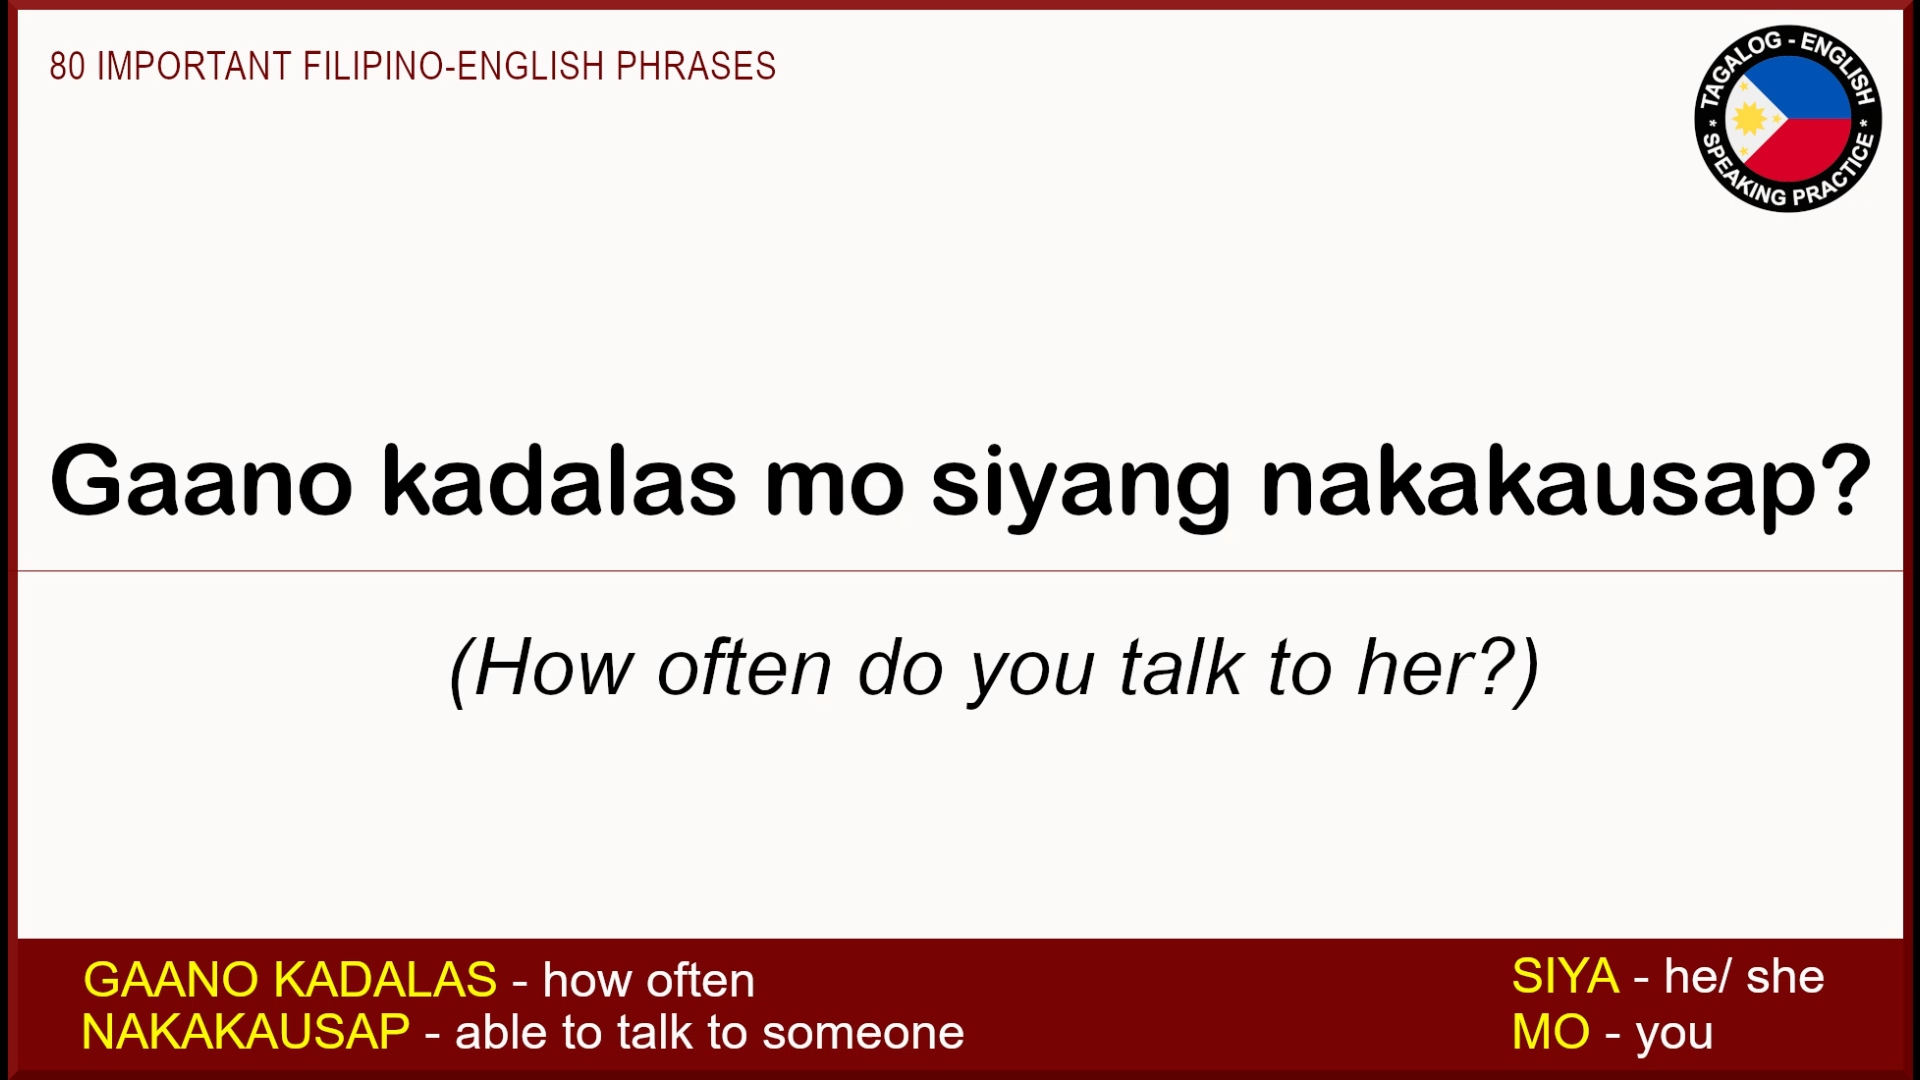 80 IMPORTANT FILIPINO-ENGLISH PHRASES
TAGALOG - ENGLISH
* SPEAKING PRACTICE *
Gaano kadalas mo siyang nakakausap?
(How often do you talk to her?)
GAANO KADALAS - how often
NAKAKAUSAP - able to talk to someone
SIYA - he/ she
MO - you